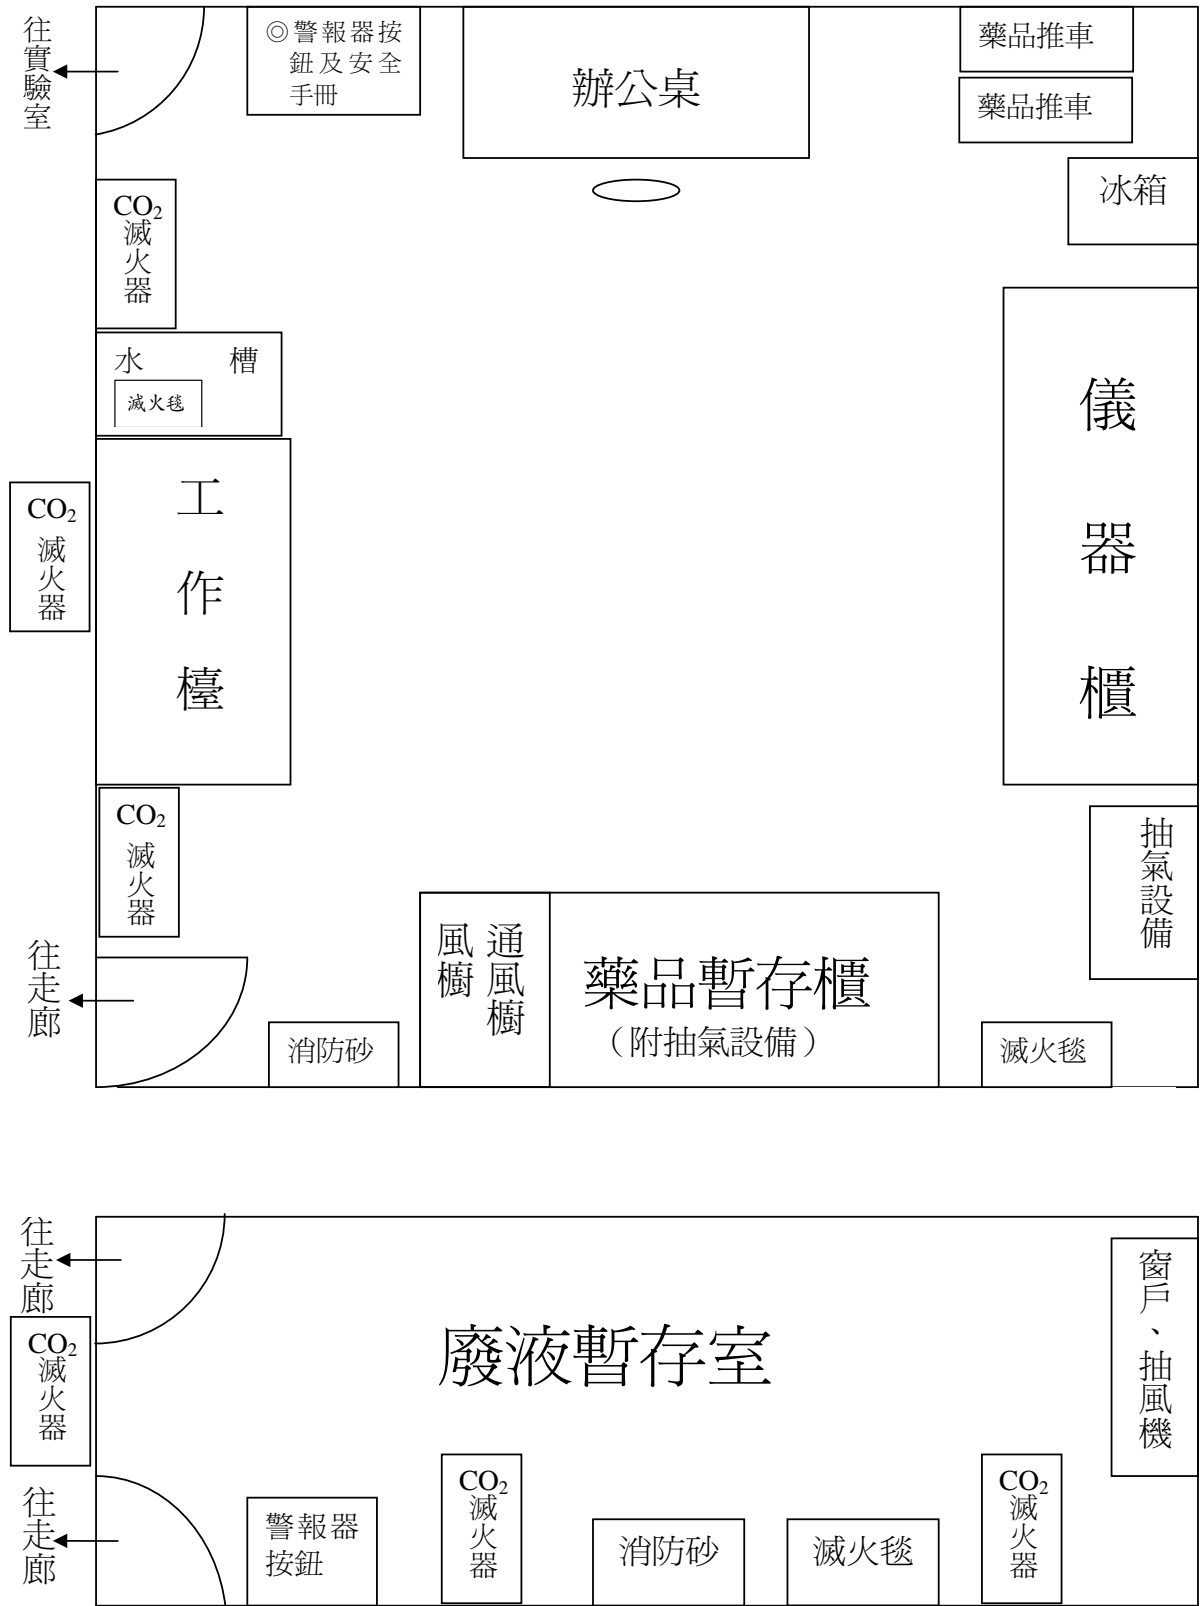 往實驗室
◎警報器按
鈕及安全
手冊
辦公桌
藥品推車
藥品推車
冰箱
CO₂
滅火器
水 槽
滅火毯
工作檯
CO₂
滅火器
儀器櫃
CO₂
滅火器
抽氣設備
往走廊
消防砂
通風櫥
風櫥
藥品暫存櫃
（附抽氣設備）
滅火毯
往走廊
CO₂
滅火器
廢液暫存室
窗戶、抽風機
往走廊
警報器
按鈕
CO₂
滅火器
消防砂
滅火毯
CO₂
滅火器